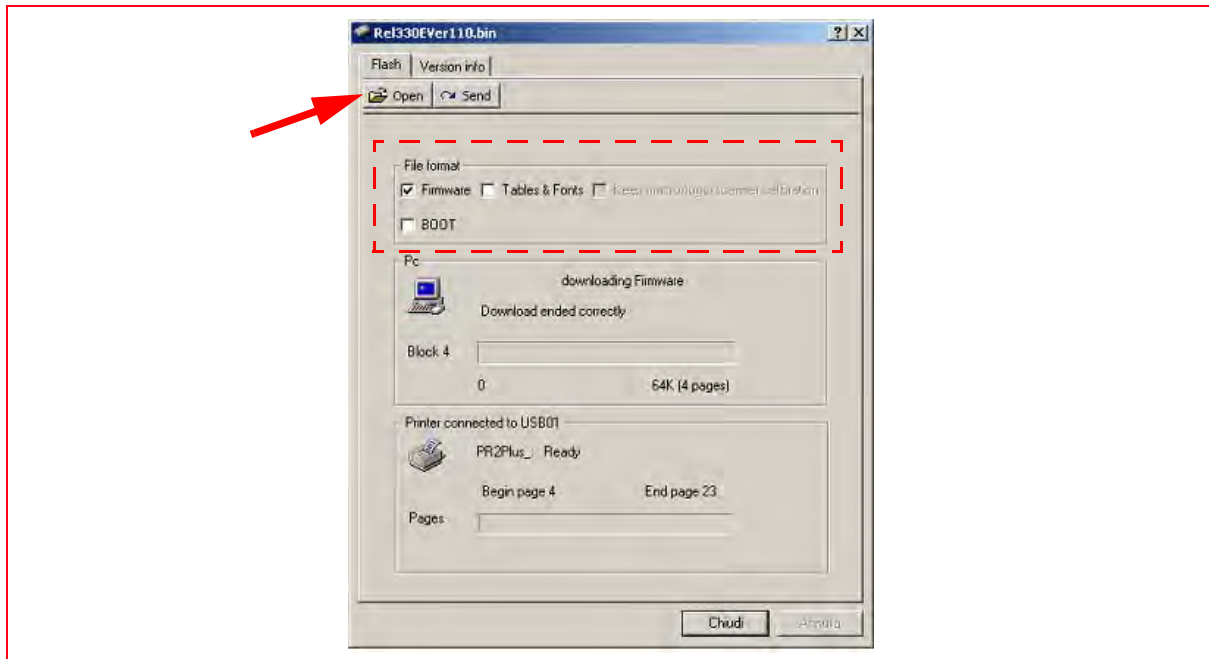 Rel330EVer110.bin
Flash Version info
Open Send
File format
Firmware Tables & Fonts Keep
BOOT
Pc
downloading Firmware
Download ended correctly
Block 4
0 64K (4 pages)
Printer connected to USB01
PR2Plus_: Ready
Begin page 4 End page 23
Pages
Chiudi Annulla